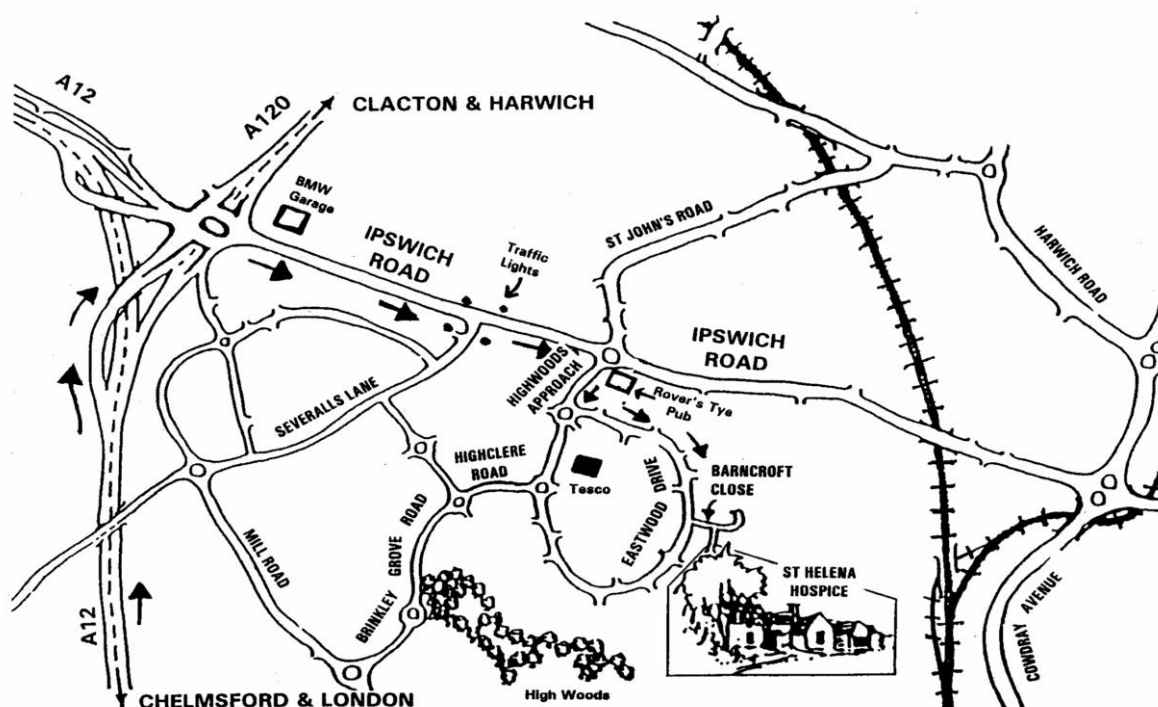 A12
A120
CLACTON & HARWICH
BMW
Garage
IPSWICH
ROAD
Traffic
Lights
ST JOHN'S ROAD
HARWICH ROAD
IPSWICH
ROAD
HIGHWOODS
APPROACH
Rover's Tye
Pub
SEVERALLS LANE
HIGHCLERE
ROAD
Tesco
EASTWOOD DRIVE
BARNCROFT
CLOSE
MILL ROAD
BRINKLEY GROVE ROAD
ST HELENA
HOSPICE
COWDRAY AVENUE
A12
High Woods
CHELMSFORD & LONDON